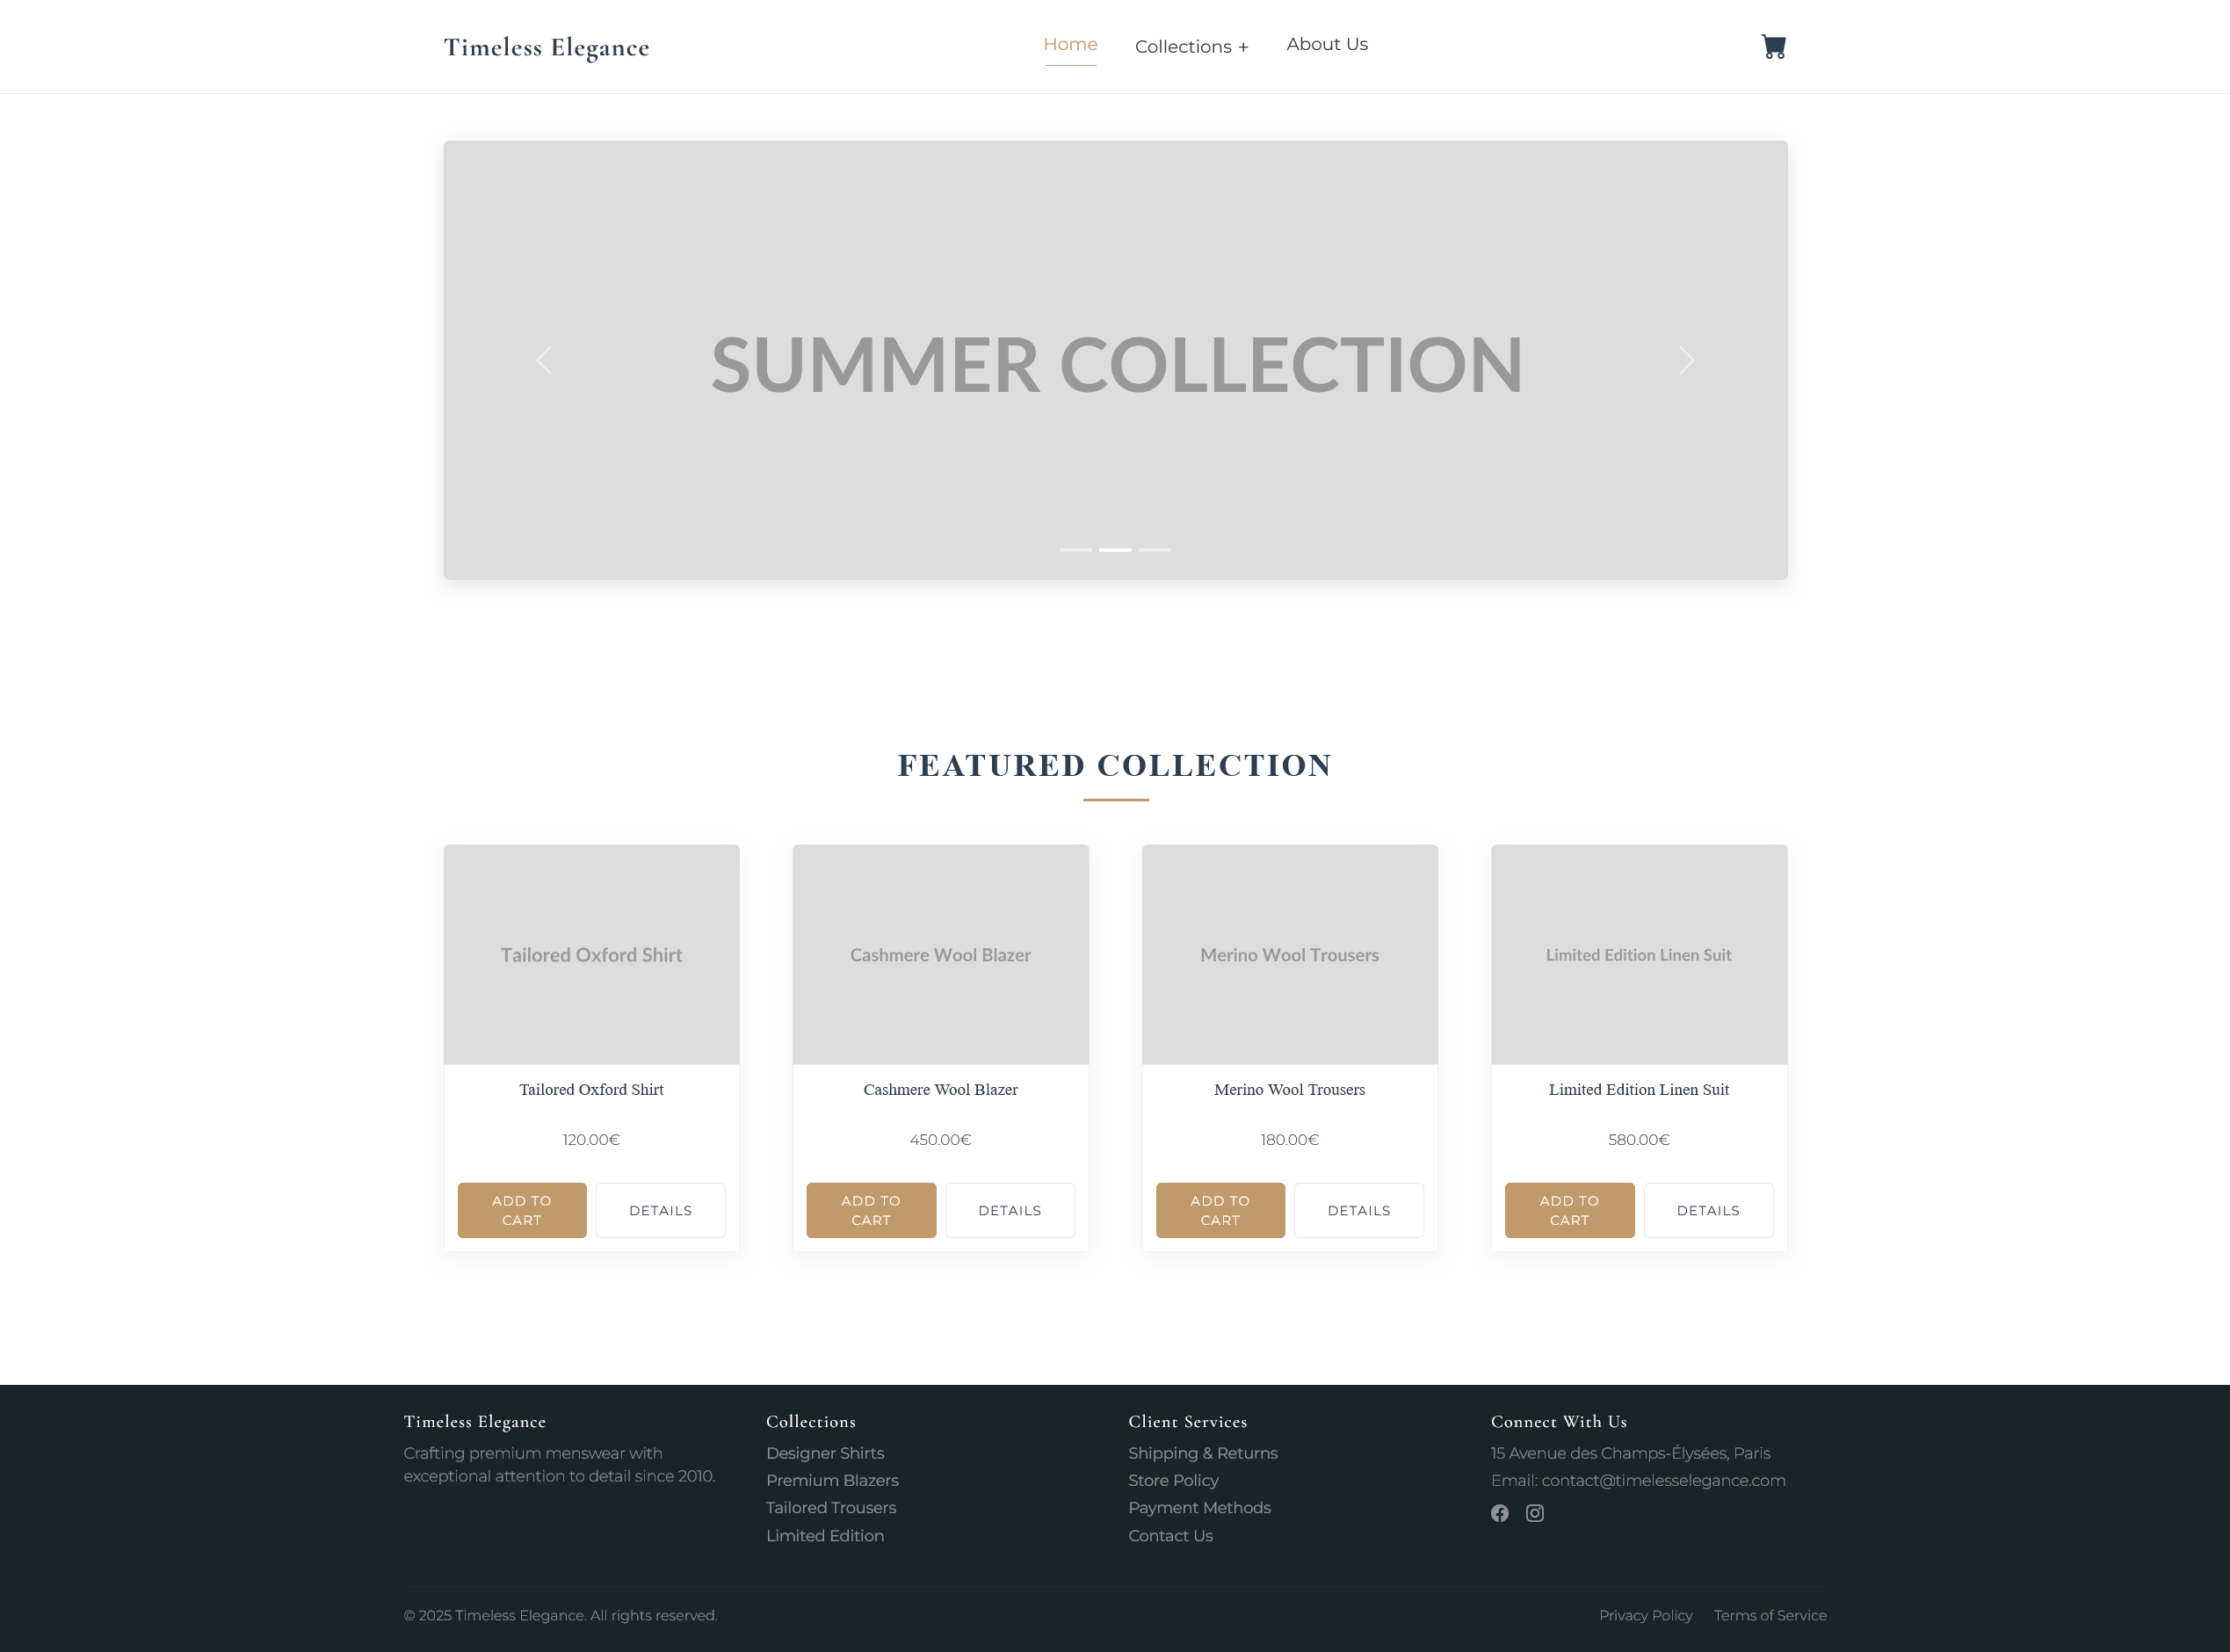 Timeless Elegance
Home
Collections +
About Us
SUMMER COLLECTION
FEATURED COLLECTION
Tailored Oxford Shirt
Cashmere Wool Blazer
Merino Wool Trousers
Limited Edition Linen Suit
Tailored Oxford Shirt
Cashmere Wool Blazer
Merino Wool Trousers
Limited Edition Linen Suit
120.00€
450.00€
180.00€
580.00€
ADD TO
CART
DETAILS
ADD TO
CART
DETAILS
ADD TO
CART
DETAILS
ADD TO
CART
DETAILS
Timeless Elegance
Crafting premium menswear with
exceptional attention to detail since 2010.
Collections
Designer Shirts
Premium Blazers
Tailored Trousers
Limited Edition
Client Services
Shipping & Returns
Store Policy
Payment Methods
Contact Us
Connect With Us
15 Avenue des Champs-Élysées, Paris
Email: contact@timelesselegance.com
© 2025 Timeless Elegance. All rights reserved.
Privacy Policy
Terms of Service